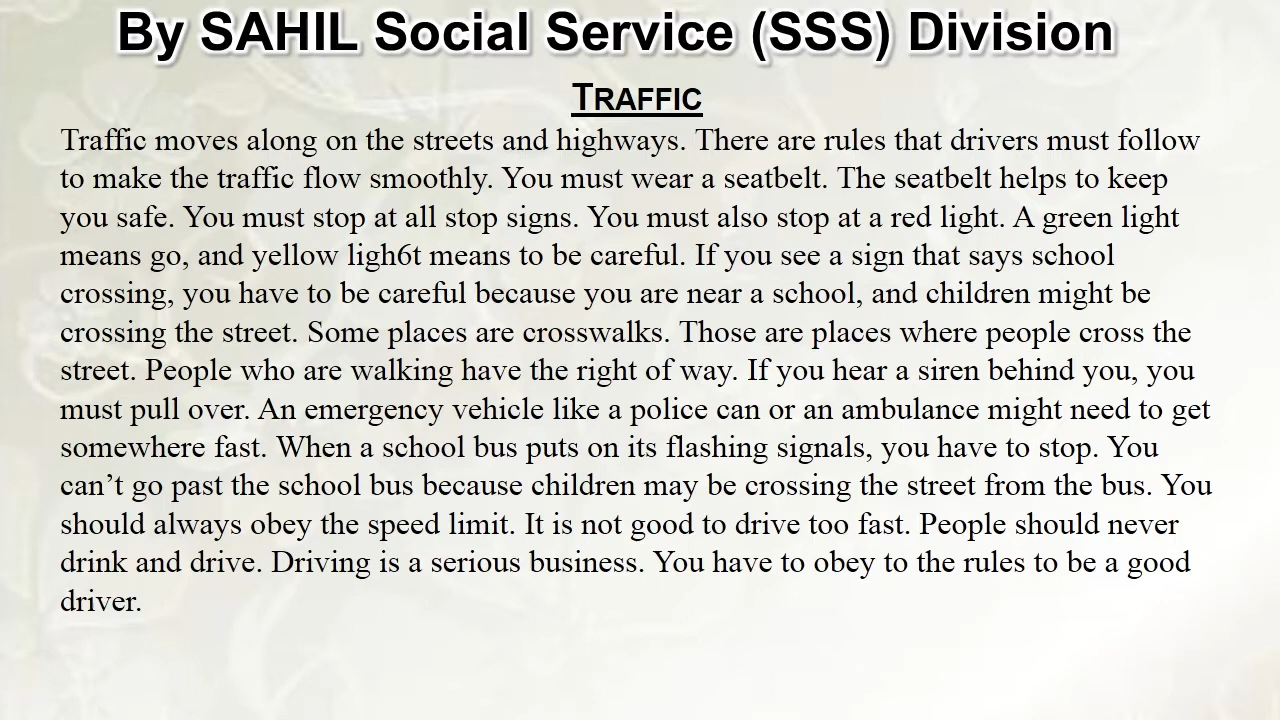 By SAHIL Social Service (SSS) Division
TRAFFIC
Traffic moves along on the streets and highways. There are rules that drivers must follow
to make the traffic flow smoothly. You must wear a seatbelt. The seatbelt helps to keep
you safe. You must stop at all stop signs. You must also stop at a red light. A green light
means go, and yellow ligh6t means to be careful. If you see a sign that says school
crossing, you have to be careful because you are near a school, and children might be
crossing the street. Some places are crosswalks. Those are places where people cross the
street. People who are walking have the right of way. If you hear a siren behind you, you
must pull over. An emergency vehicle like a police can or an ambulance might need to get
somewhere fast. When a school bus puts on its flashing signals, you have to stop. You
can’t go past the school bus because children may be crossing the street from the bus. You
should always obey the speed limit. It is not good to drive too fast. People should never
drink and drive. Driving is a serious business. You have to obey to the rules to be a good
driver.